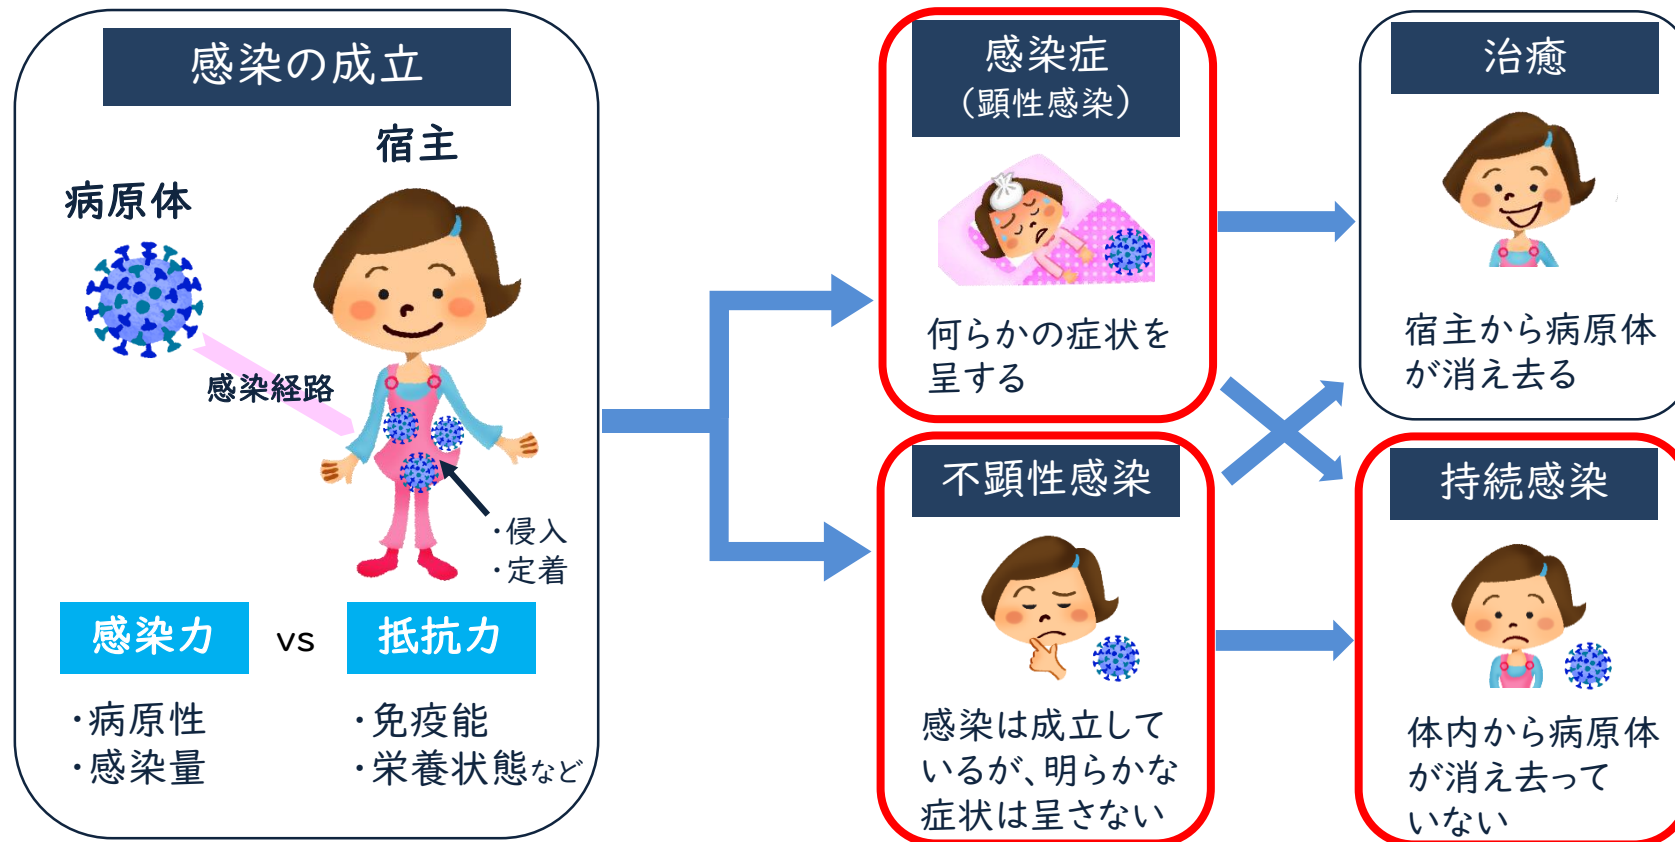 感染の成立
宿主
病原体
感染経路
・侵入
・定着
感染力 vs 抵抗力
・病原性
・感染量
・免疫能
・栄養状態など
感染症
（顕性感染）
何らかの症状を
呈する
不顕性感染
感染は成立して
いるが、明らかな
症状は呈さない
治癒
宿主から病原体
が消え去る
持続感染
体内から病原体
が消え去って
いない